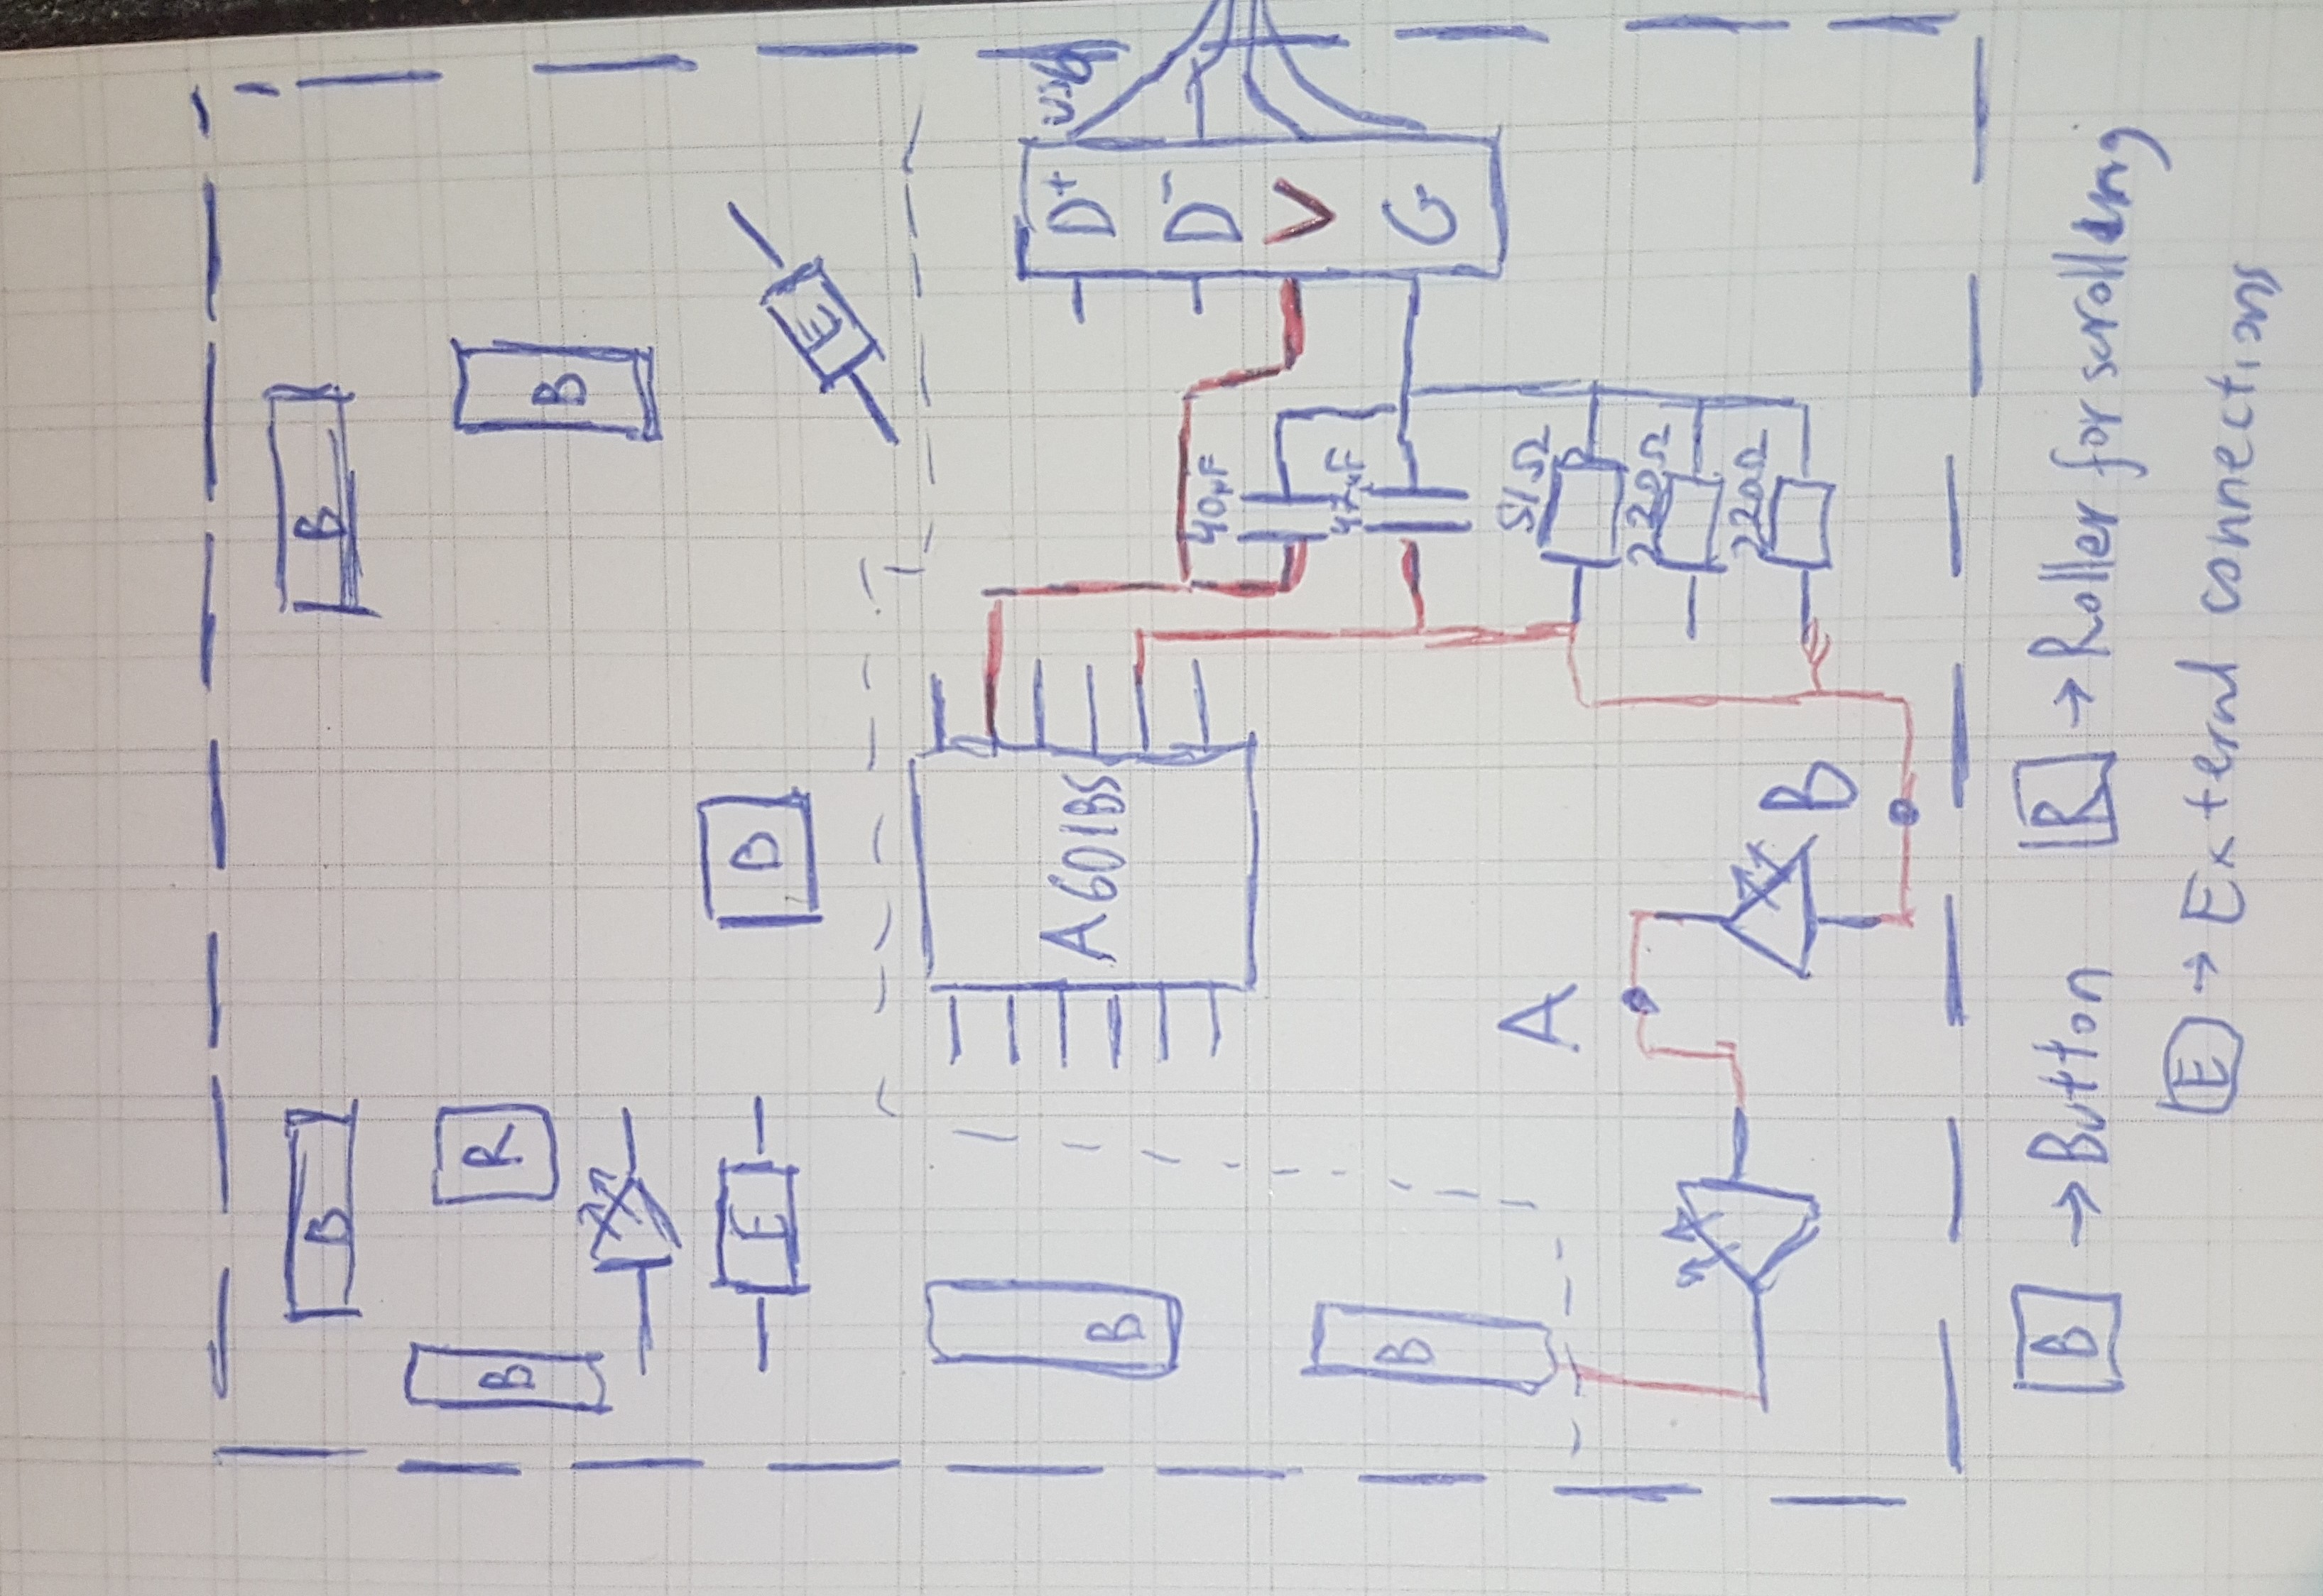 B
B
B
R
B
E
B
E
B
A601BS
D+
USB
D-
40µF
V
47µF
G
B
51Ω
A
220Ω
220Ω
B
B → Button
R → Roller for scrolling
E → External connections